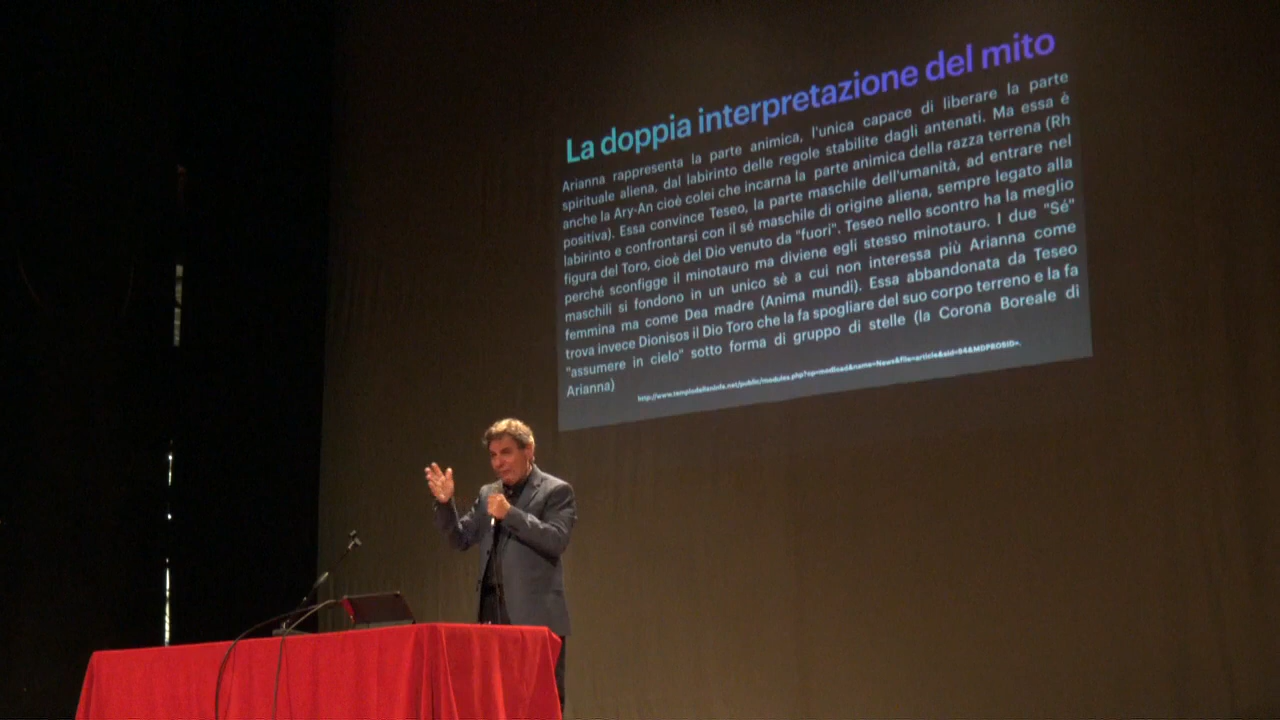 La doppia interpretazione del mito
Arianna rappresenta la parte animica, l'unica capace di liberare la parte
spirituale aliena, dal labirinto delle regole stabilite dagli antenati. Ma essa è
anche la Ary-An cioè colei che incarna la parte animica della razza terrena (Rh
positiva). Essa convince Teseo, la parte maschile dell'umanità, ad entrare nel
labirinto e confrontarsi con il sé maschile di origine aliena, sempre legato alla
figura del Toro, cioè del Dio venuto da "fuori". Teseo nello scontro ha la meglio
perché sconfigge il minotauro ma diviene egli stesso minotauro. I due "Sé"
maschili si fondono in un unico sè a cui non interessa più Arianna come
femmina ma come Dea madre (Anima mundi). Essa abbandonata da Teseo
trova invece Dionisos il Dio Toro che la fa spogliare del suo corpo terreno e la fa
"assumere in cielo" sotto forma di gruppo di stelle (la Corona Boreale di
Arianna)